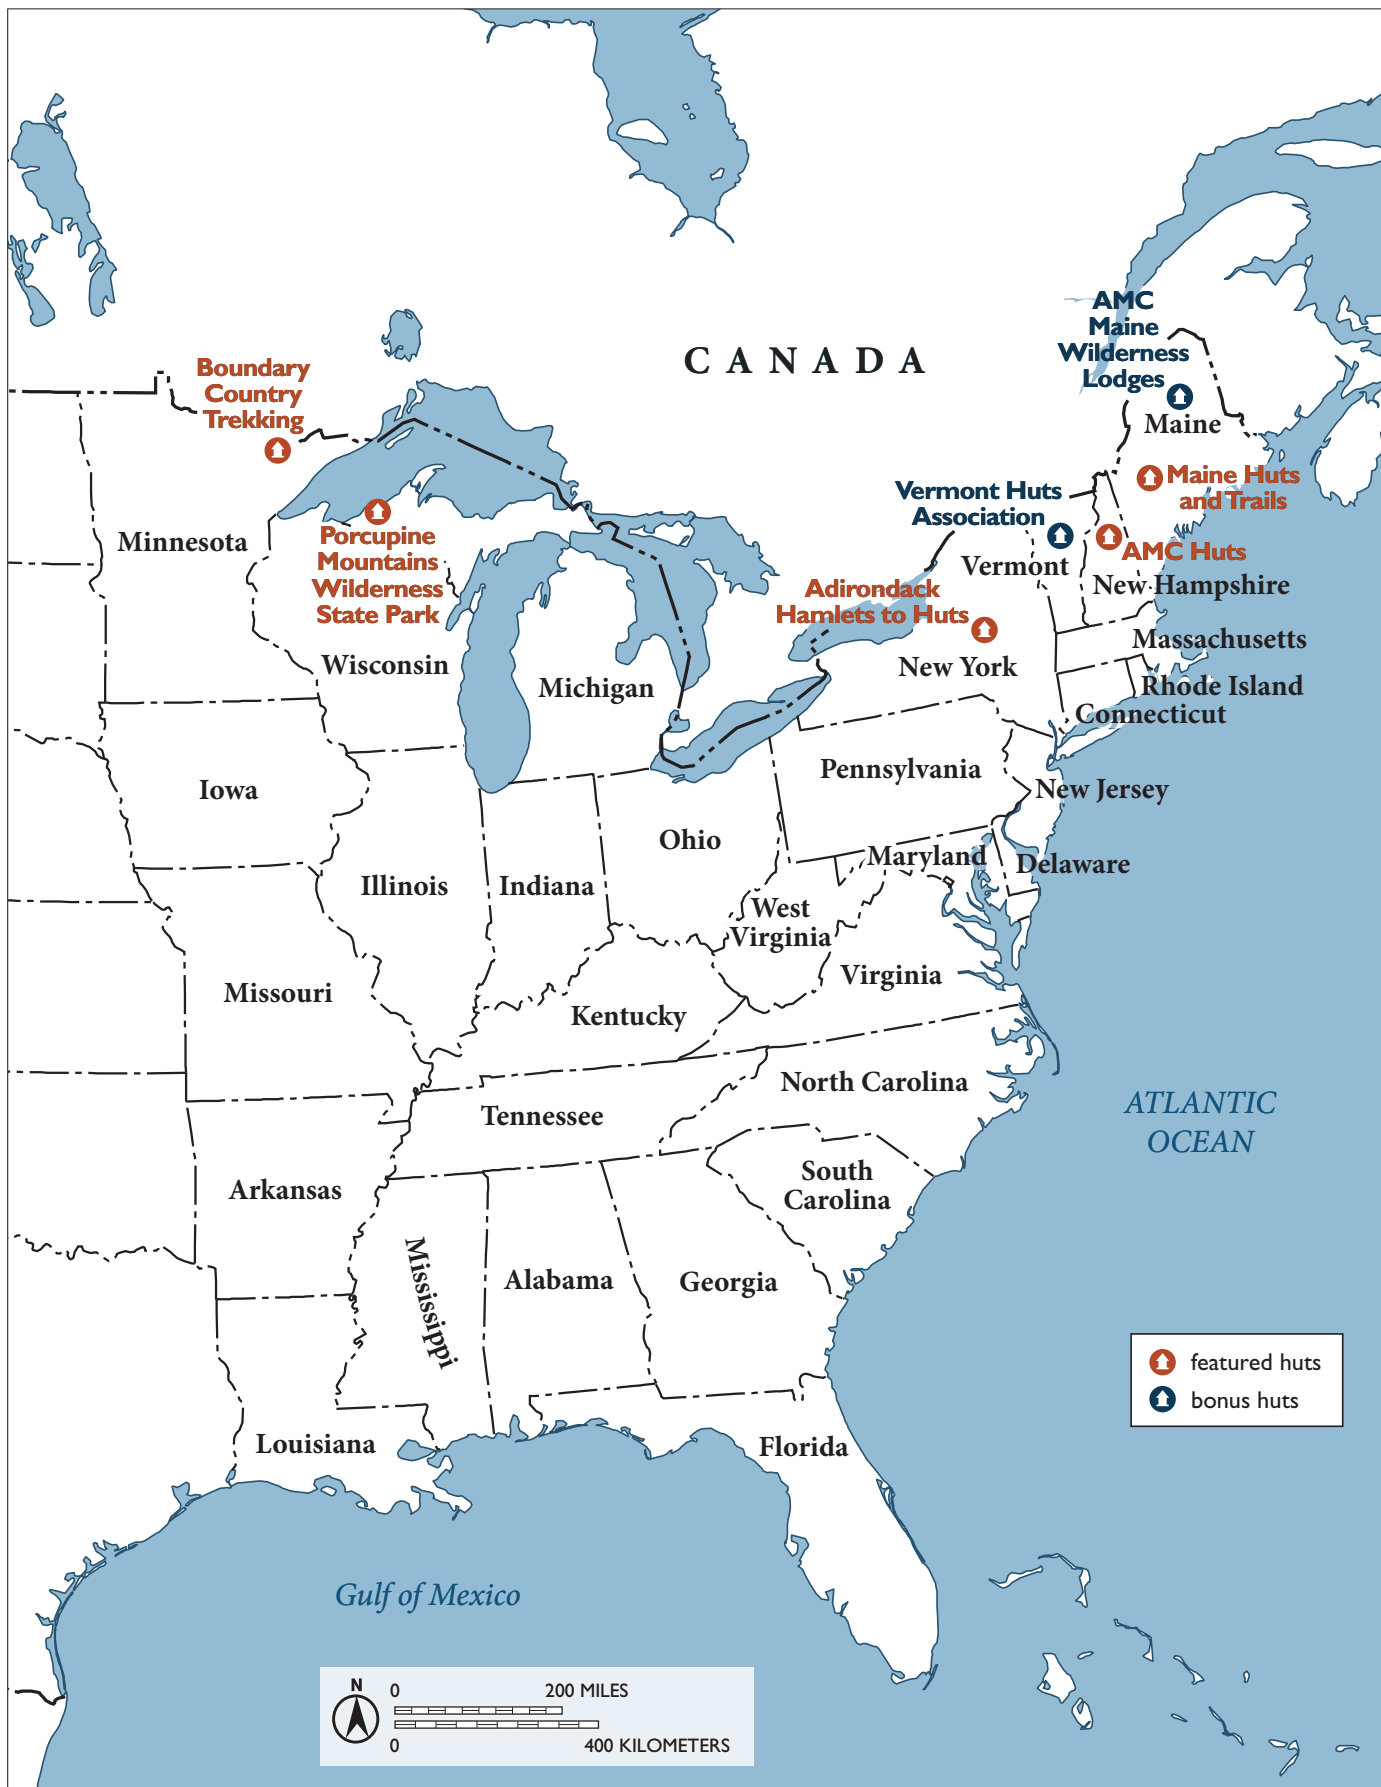 AMC
Maine
Wilderness
Lodges
CANADA
Boundary
Country
Trekking
Maine
Maine Huts
and Trails
Vermont Huts
Association
Porcupine
Mountains
Wilderness
State Park
Minnesota
AMC Huts
Vermont
New Hampshire
Adirondack
Hamlets to Huts
Massachusetts
Wisconsin
New York
Michigan
Rhode Island
Connecticut
Pennsylvania
Iowa
New Jersey
Ohio
Maryland
Delaware
Illinois
Indiana
West
Virginia
Virginia
Missouri
Kentucky
North Carolina
Tennessee
ATLANTIC
OCEAN
South
Carolina
Arkansas
Mississippi
Alabama
Georgia
featured huts
bonus huts
Louisiana
Florida
Gulf of Mexico
N
0 200 MILES
0 400 KILOMETERS